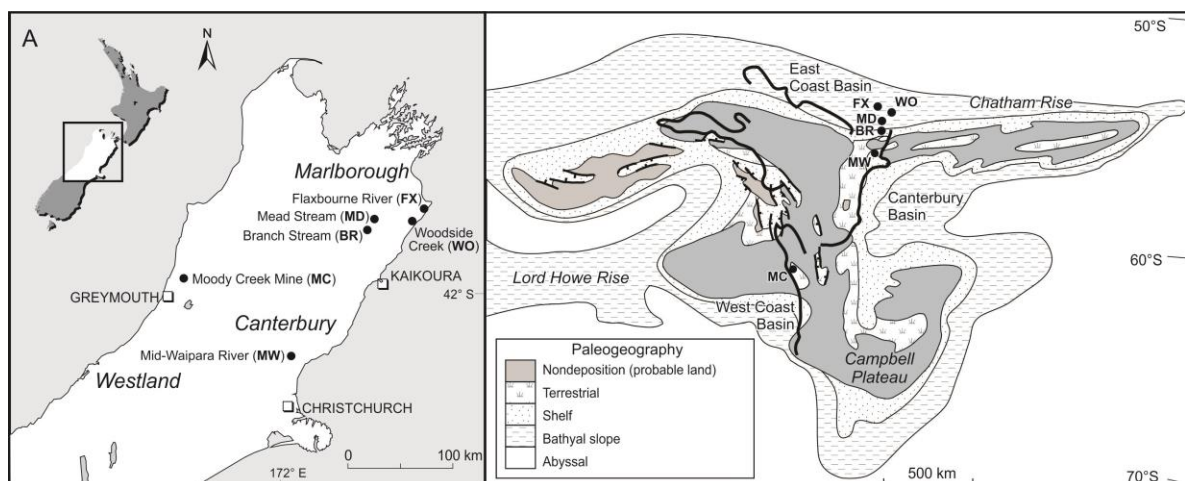 A
N
Marlborough
Flaxbourne River (FX)
Mead Stream (MD)
Branch Stream (BR)
Woodside
Creek (WO)
Moody Creek Mine (MC)
GREYMOUTH
KAIKOURA
42° S
Canterbury
Mid-Waipara River (MW)
Westland
CHRISTCHURCH
0
100 km
172° E
50°S
East
Coast Basin
FX
WO
MD
BR
Chatham Rise
MW
Canterbury
Basin
60°S
MC
Lord Howe Rise
West Coast
Basin
Campbell
Plateau
Paleogeography
Nondeposition (probable land)
Terrestrial
Shelf
Bathyal slope
Abyssal
500 km
70°S